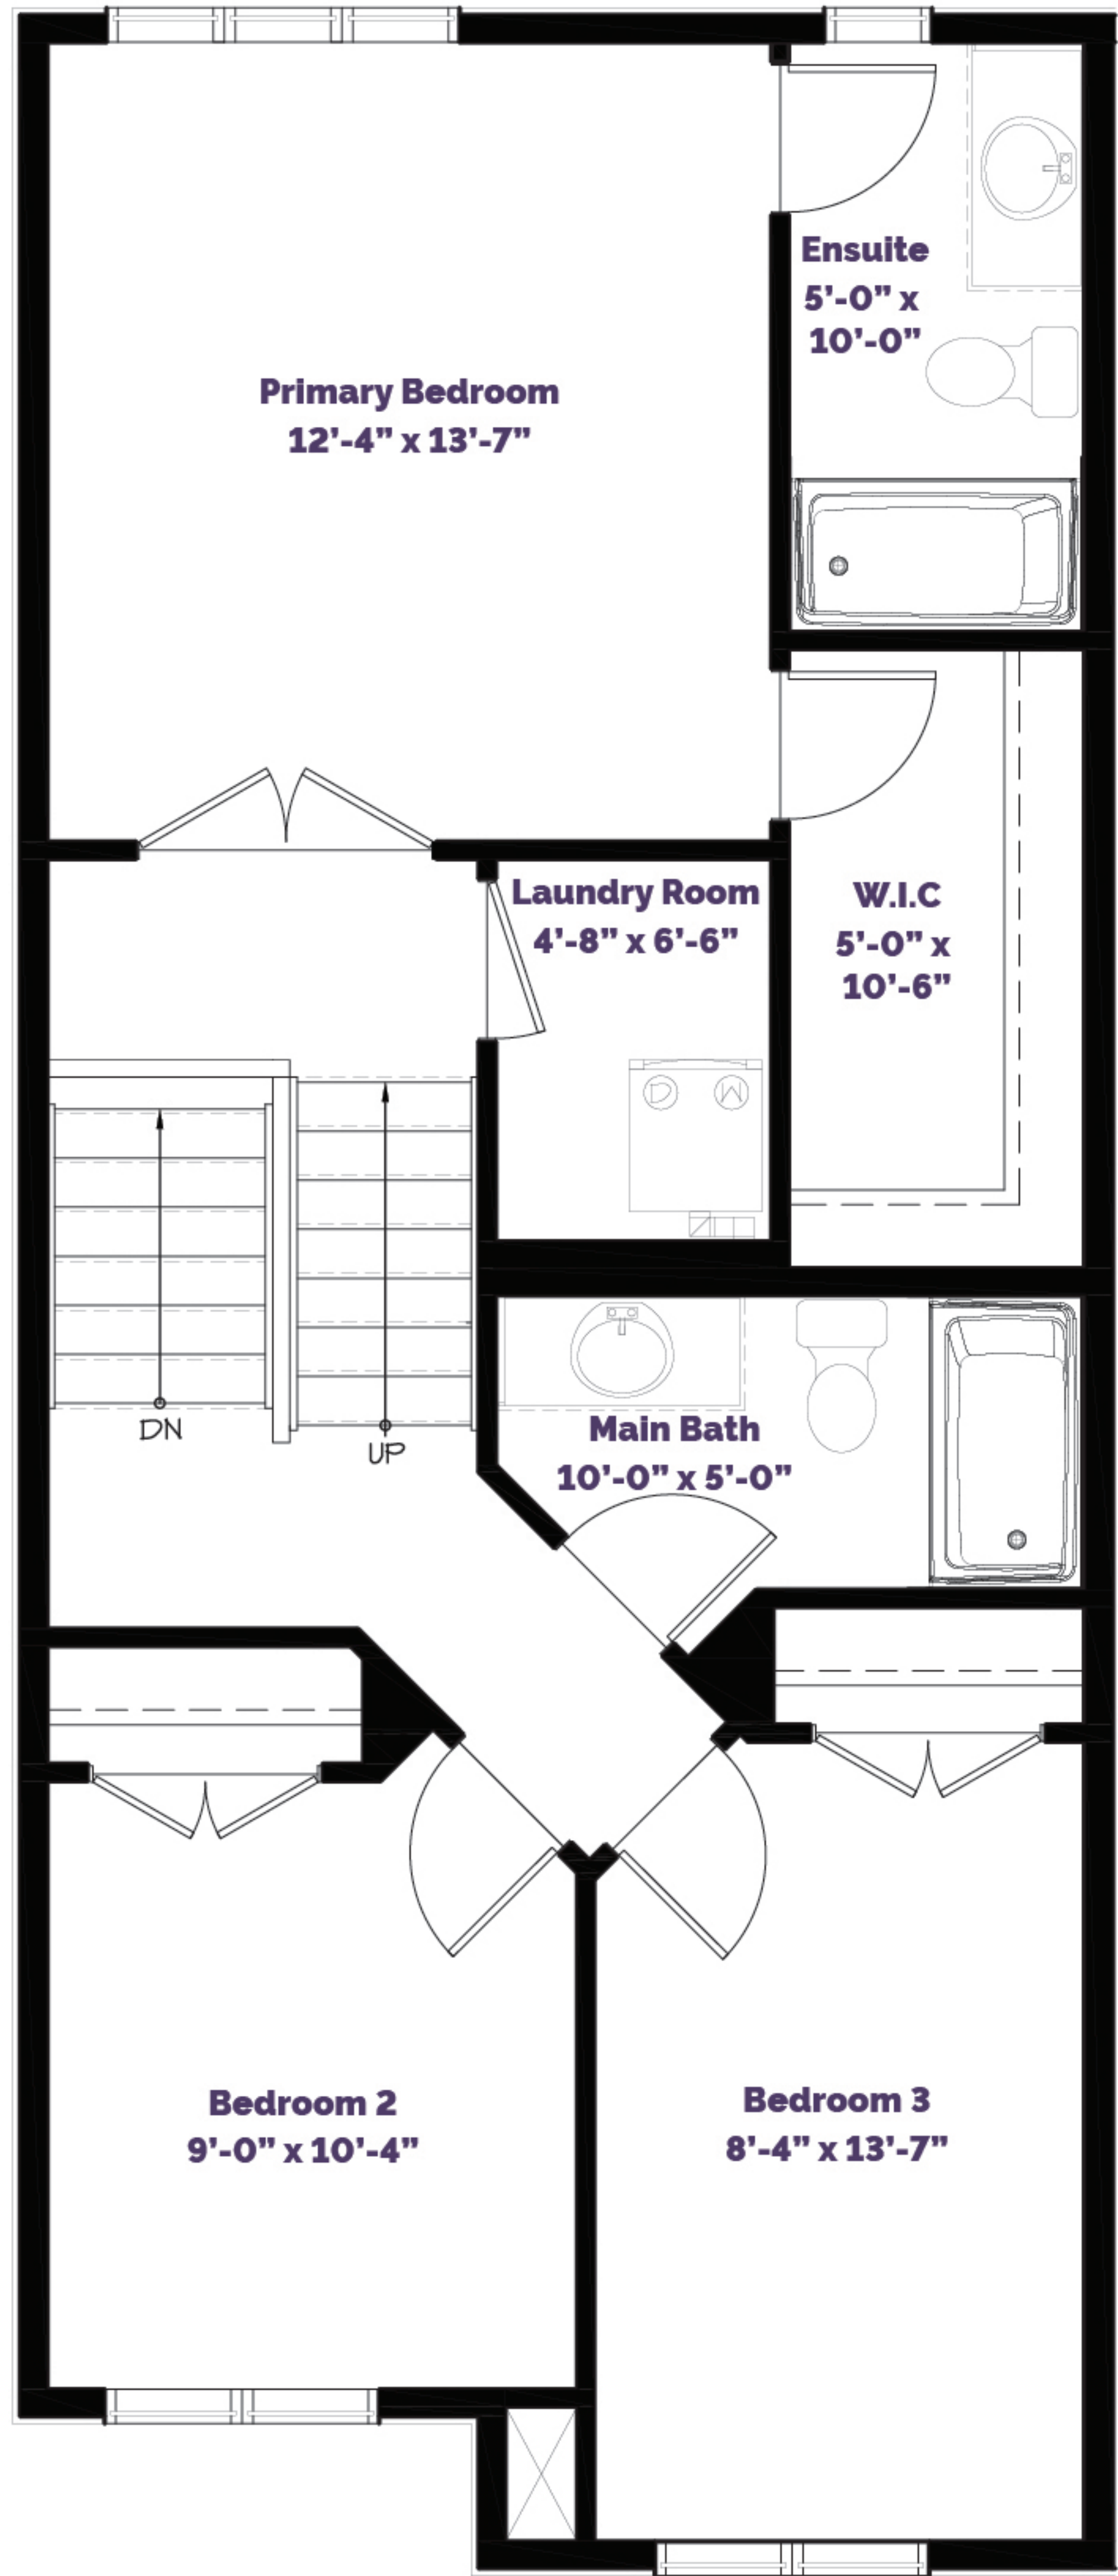 Ensuite
5’-0” x
10’-0”
Primary Bedroom
12’-4” x 13’-7”
Laundry Room
4’-8” x 6’-6”
W.I.C
5’-0” x
10’-6”
D W
DN
UP
Main Bath
10’-0” x 5’-0”
Bedroom 2
9’-0” x 10’-4”
Bedroom 3
8’-4” x 13’-7”